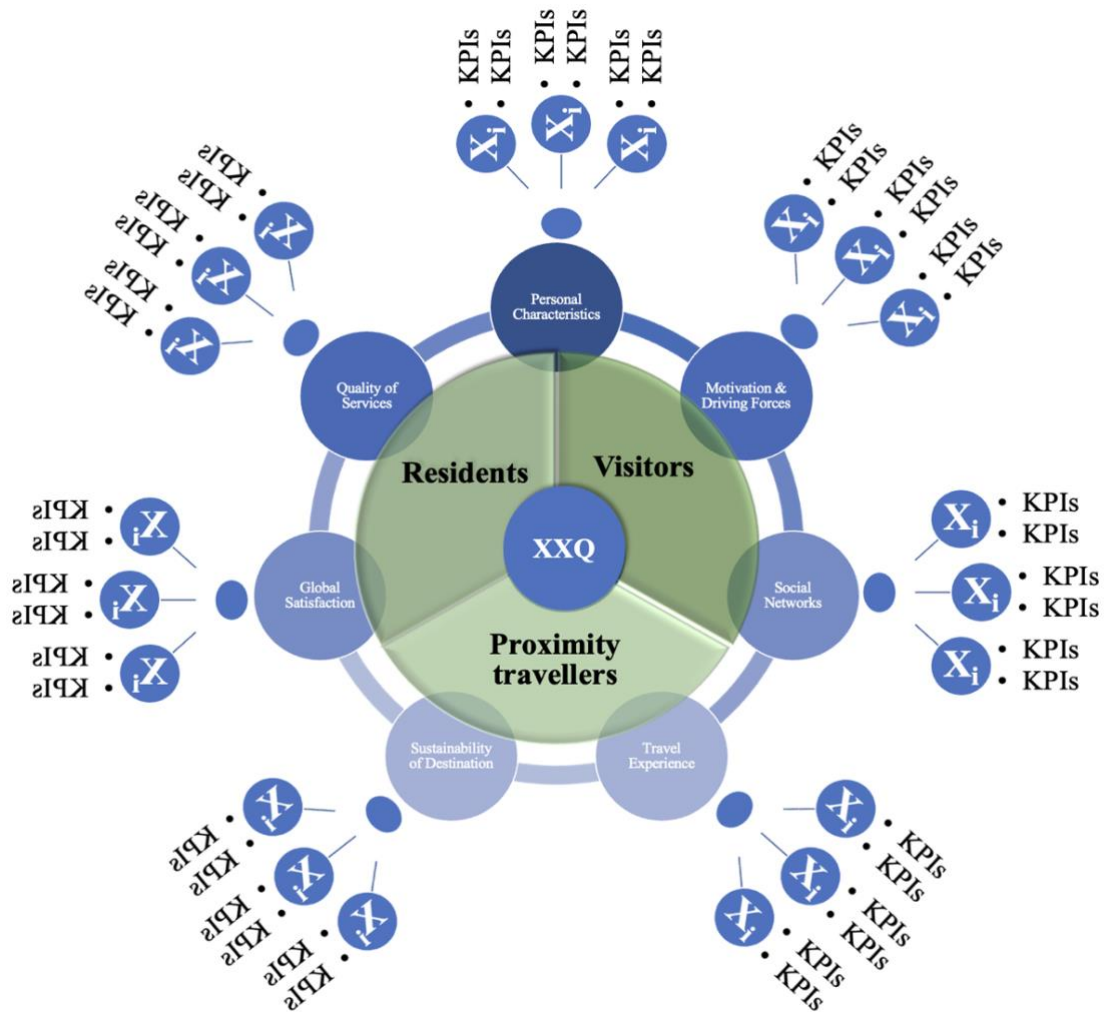 • KPIs
• KPIs
• KPIs
• KPIs
• KPIs
• KPIs
Xi
Xi
Xi
• KPIs
• KPIs
• KPIs
• KPIs
• KPIs
• KPIs
Xi
Xi
Xi
Xi
Xi
Xi
• KPIs
• KPIs
• KPIs
• KPIs
• KPIs
• KPIs
Personal
Characteristics
Quality of
Services
Motivation &
Driving Forces
Residents
Visitors
XXQ
Proximity
travellers
• KPIs
• KPIs
• KPIs
• KPIs
• KPIs
• KPIs
Xi
Xi
Xi
Global
Satisfaction
Social
Networks
Xi
Xi
Xi
• KPIs
• KPIs
• KPIs
• KPIs
• KPIs
• KPIs
Sustainability
of Destination
Travel
Experience
Xi
Xi
Xi
• KPIs
• KPIs
• KPIs
• KPIs
• KPIs
• KPIs
Xi
Xi
Xi
• KPIs
• KPIs
• KPIs
• KPIs
• KPIs
• KPIs